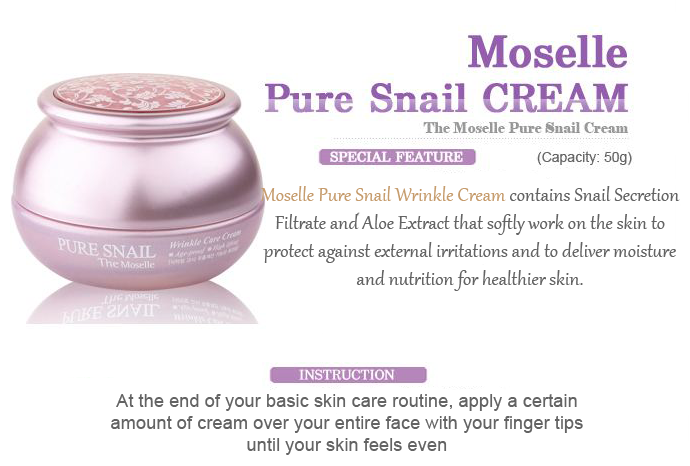 Moselle
Pure Snail CREAM
The Moselle Pure Snail Cream
SPECIAL FEATURE
(Capacity: 50g)
Moselle Pure Snail Wrinkle Cream contains Snail Secretion
Filtrate and Aloe Extract that softly work on the skin to
protect against external irritations and to deliver moisture
and nutrition for healthier skin.
PURE SNAIL
The Moselle
Wrinkle Care Cream
INSTRUCTION
At the end of your basic skin care routine, apply a certain
amount of cream over your entire face with your finger tips
until your skin feels even